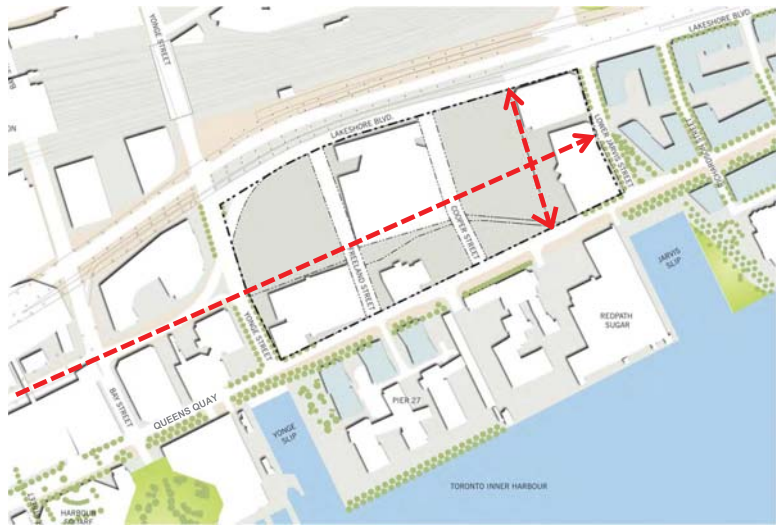 YONGE STREET
LAKESHORE BLVD.
LAKESHORE BLVD.
LOWER JARVIS STREET
COOPER STREET
FREELAND STREET
YONGE STREET
JARVIS
SLIP
REDPATH
SUGAR
BAY STREET
QUEENS QUAY
PIER 27
YONGE
SLIP
TORONTO INNER HARBOUR
HARBOUR
SQUARE